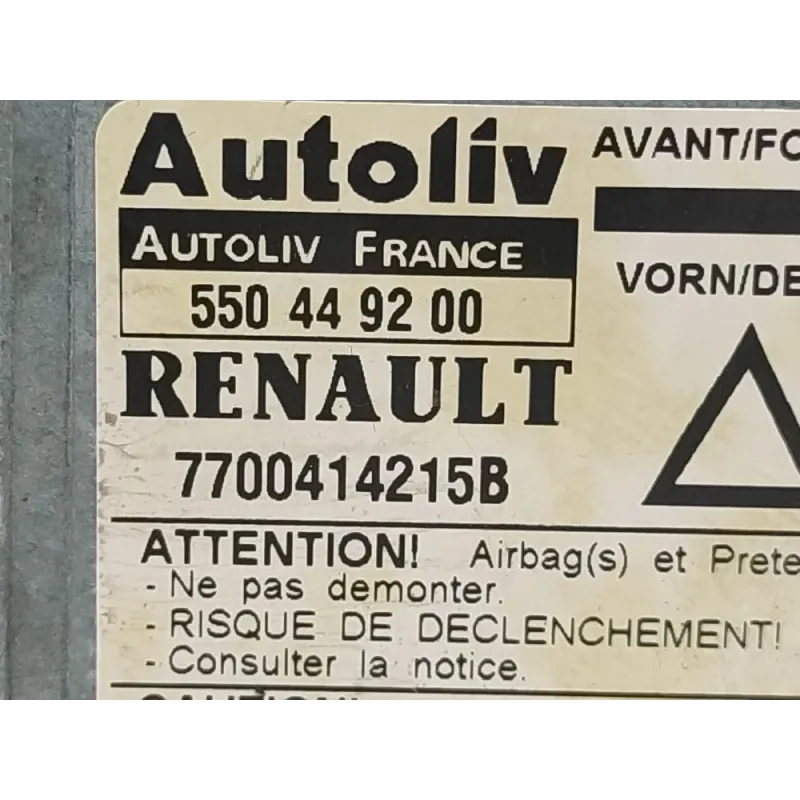 Autoliv
AUTOLIV FRANCE
550 44 92 00
RENAULT
7700414215B
AVANT/FO
VORN/DE
ATTENTION! Airbag(s) et Prete
- Ne pas demonter.
- RISQUE DE DECLENCHEMENT!
- Consulter la notice.